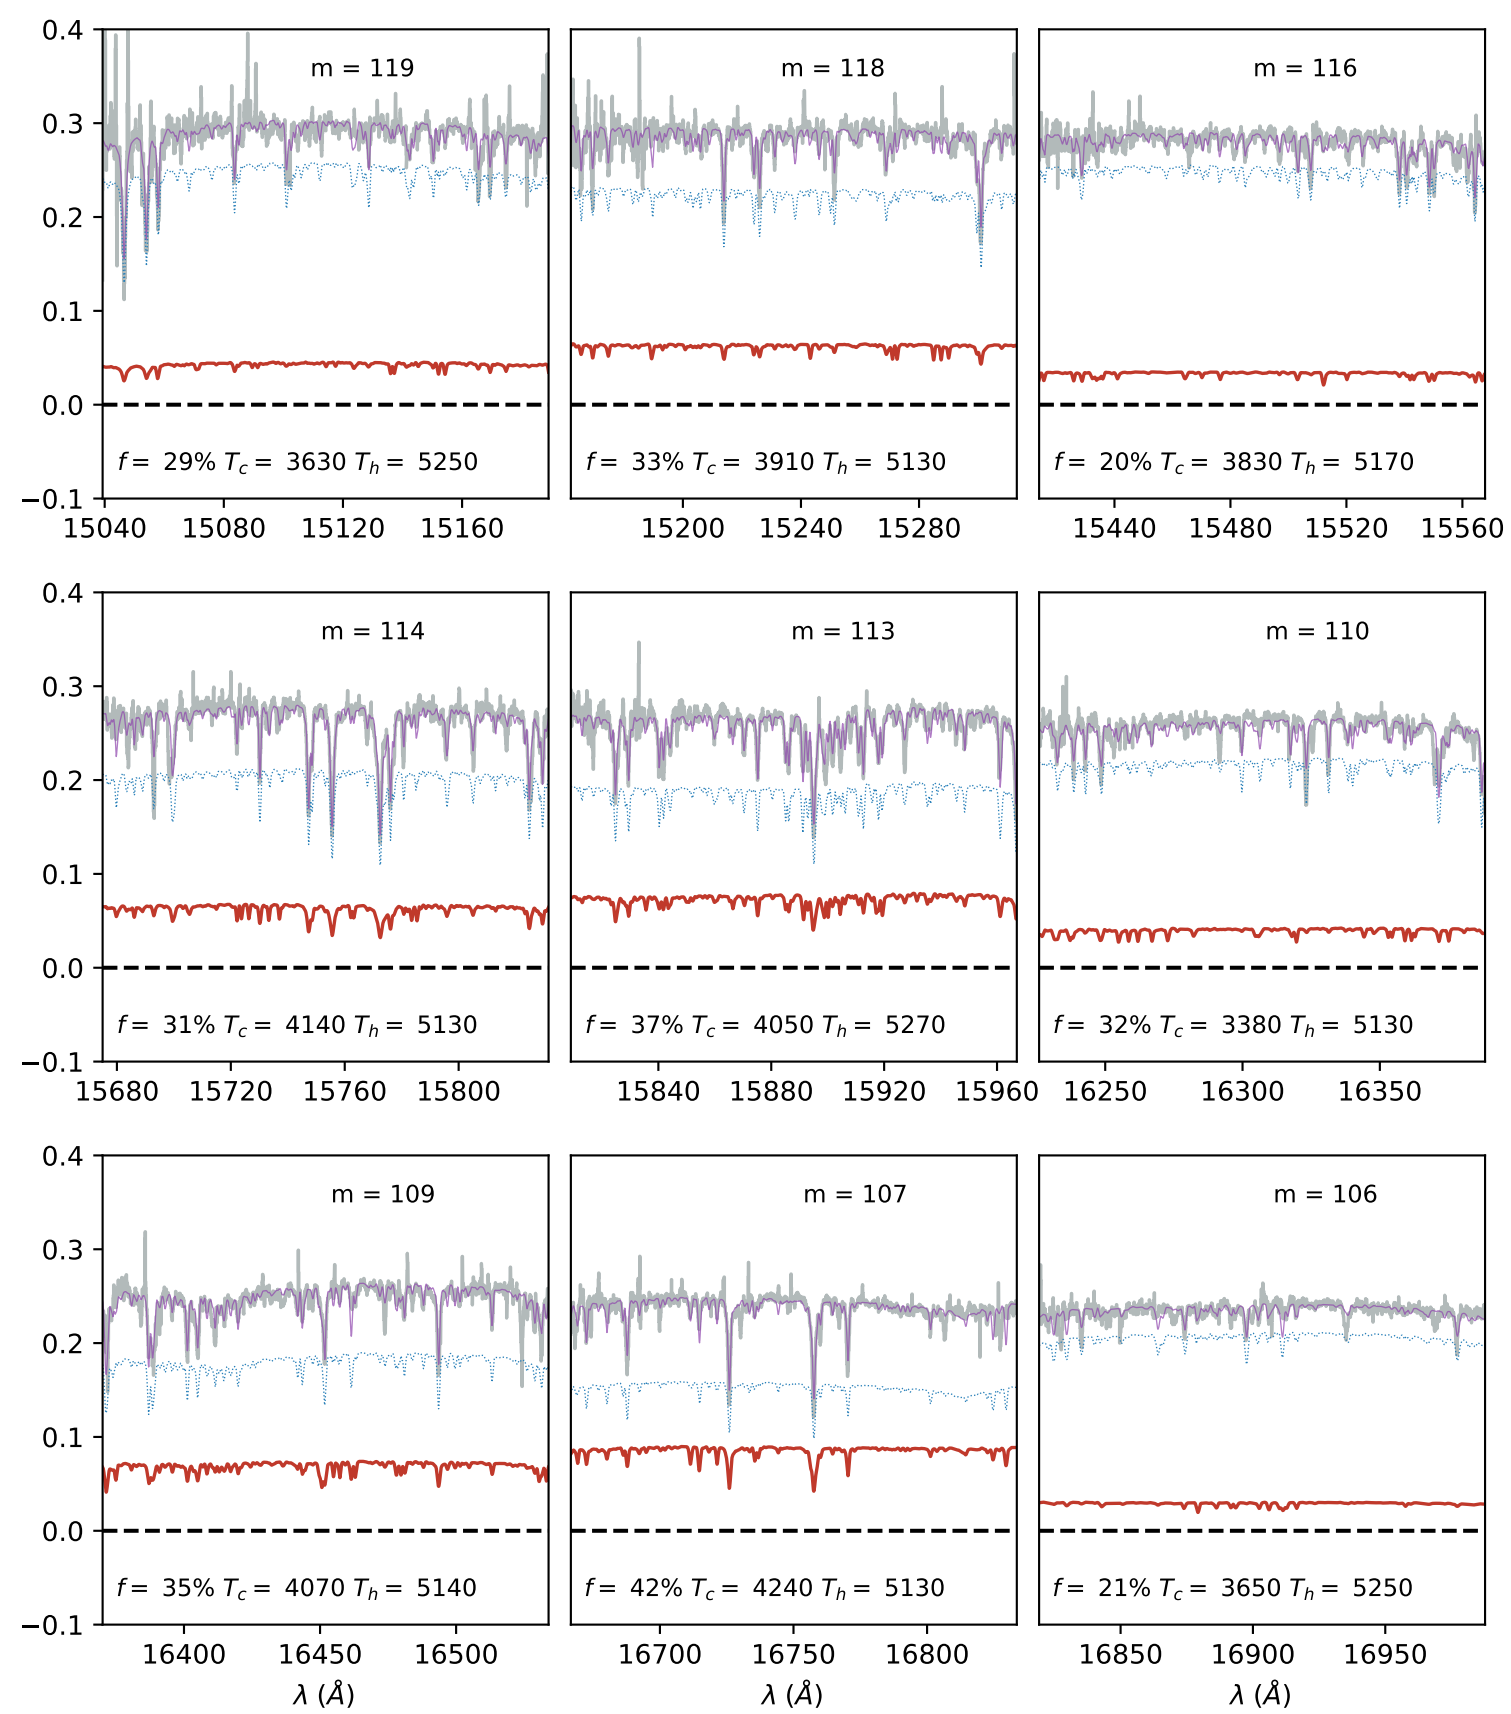 0.4
0.3
0.2
0.1
0.0
−0.1
m = 119
f = 29% T_c = 3630 T_h = 5250
15040 15080 15120 15160
m = 118
f = 33% T_c = 3910 T_h = 5130
15200 15240 15280
m = 116
f = 20% T_c = 3830 T_h = 5170
15440 15480 15520 15560
0.4
0.3
0.2
0.1
0.0
−0.1
m = 114
f = 31% T_c = 4140 T_h = 5130
15680 15720 15760 15800
m = 113
f = 37% T_c = 4050 T_h = 5270
15840 15880 15920 15960
m = 110
f = 32% T_c = 3380 T_h = 5130
16250 16300 16350
0.4
0.3
0.2
0.1
0.0
−0.1
m = 109
f = 35% T_c = 4070 T_h = 5140
16400 16450 16500
λ (Å)
m = 107
f = 42% T_c = 4240 T_h = 5130
16700 16750 16800
λ (Å)
m = 106
f = 21% T_c = 3650 T_h = 5250
16850 16900 16950
λ (Å)